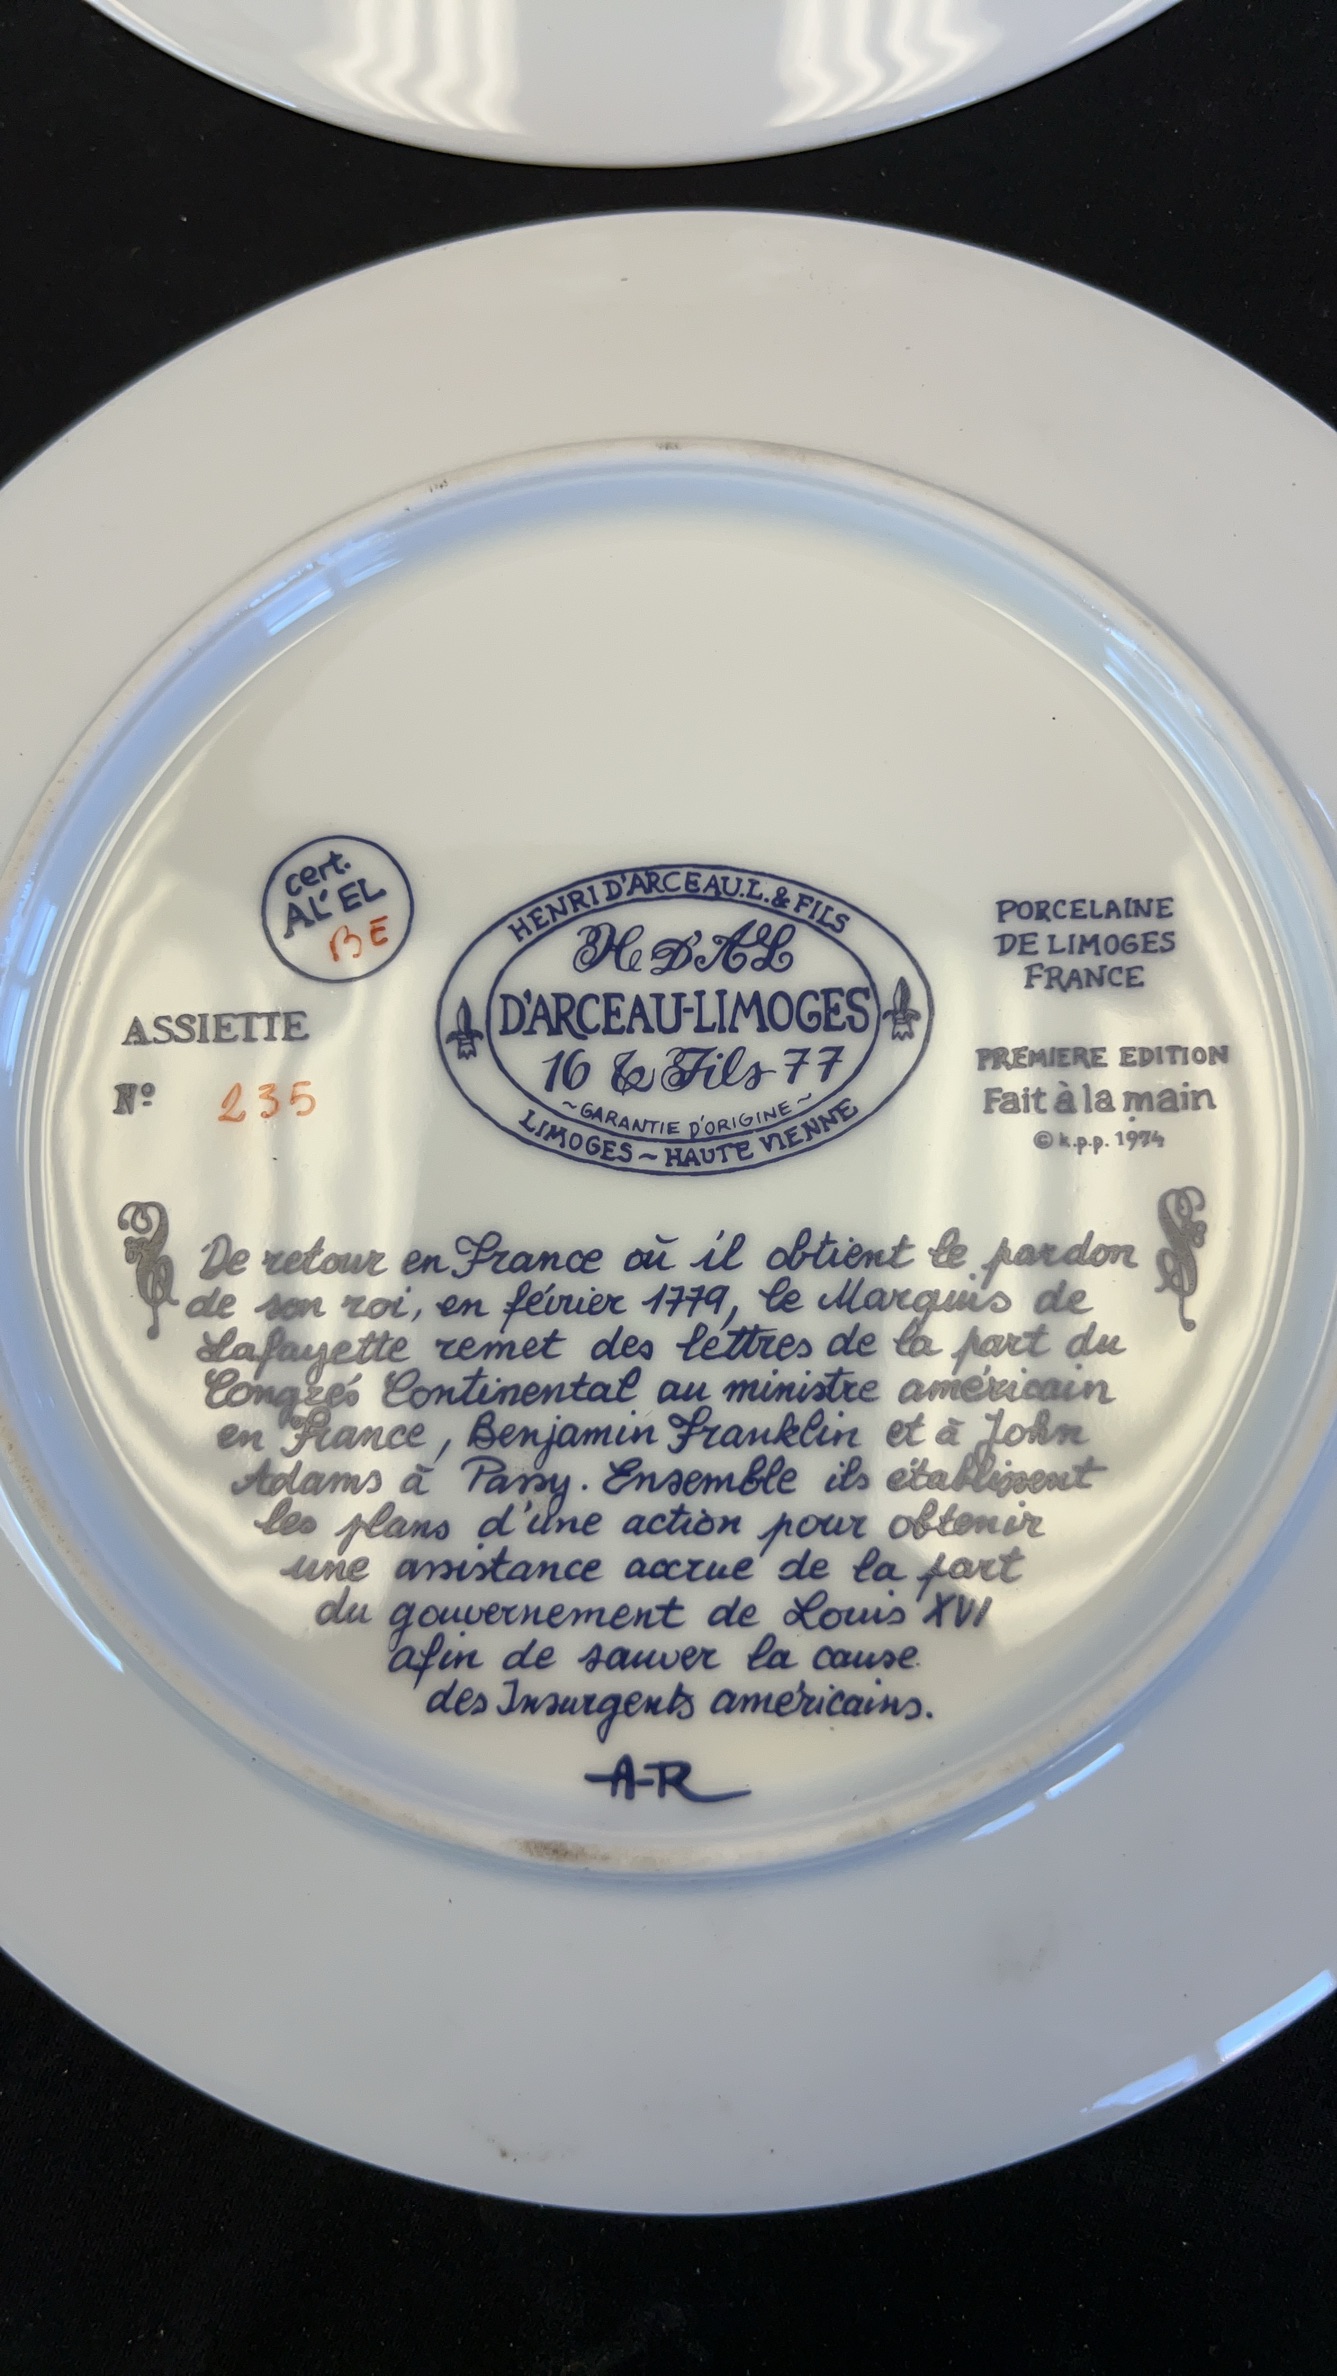 cert.
AL' EL
BE
ASSIETTE
Nº 235
HENRI D'ARCEAU.L. & FILS
H D'AL
D'ARCEAU-LIMOGES
16 & Fils 77
~GARANTIE D'ORIGINE~
LIMOGES ~ HAUTE VIENNE
PORCELAINE
DE LIMOGES
FRANCE
PREMIERE EDITION
Fait à la main
© k.p.p. 1974
De retour en France où il obtient le pardon
de son roi, en février 1779, le Marquis de
Lafayette remet des lettres de la part du
Congrés Continental au ministre américain
en France, Benjamin Franklin et à John
Adams à Passy. Ensemble ils établissent
les plans d'une action pour obtenir
une assistance accrue de la part
du gouvernement de Louis XVI
afin de sauver la cause
des Insurgents américains.
A-R